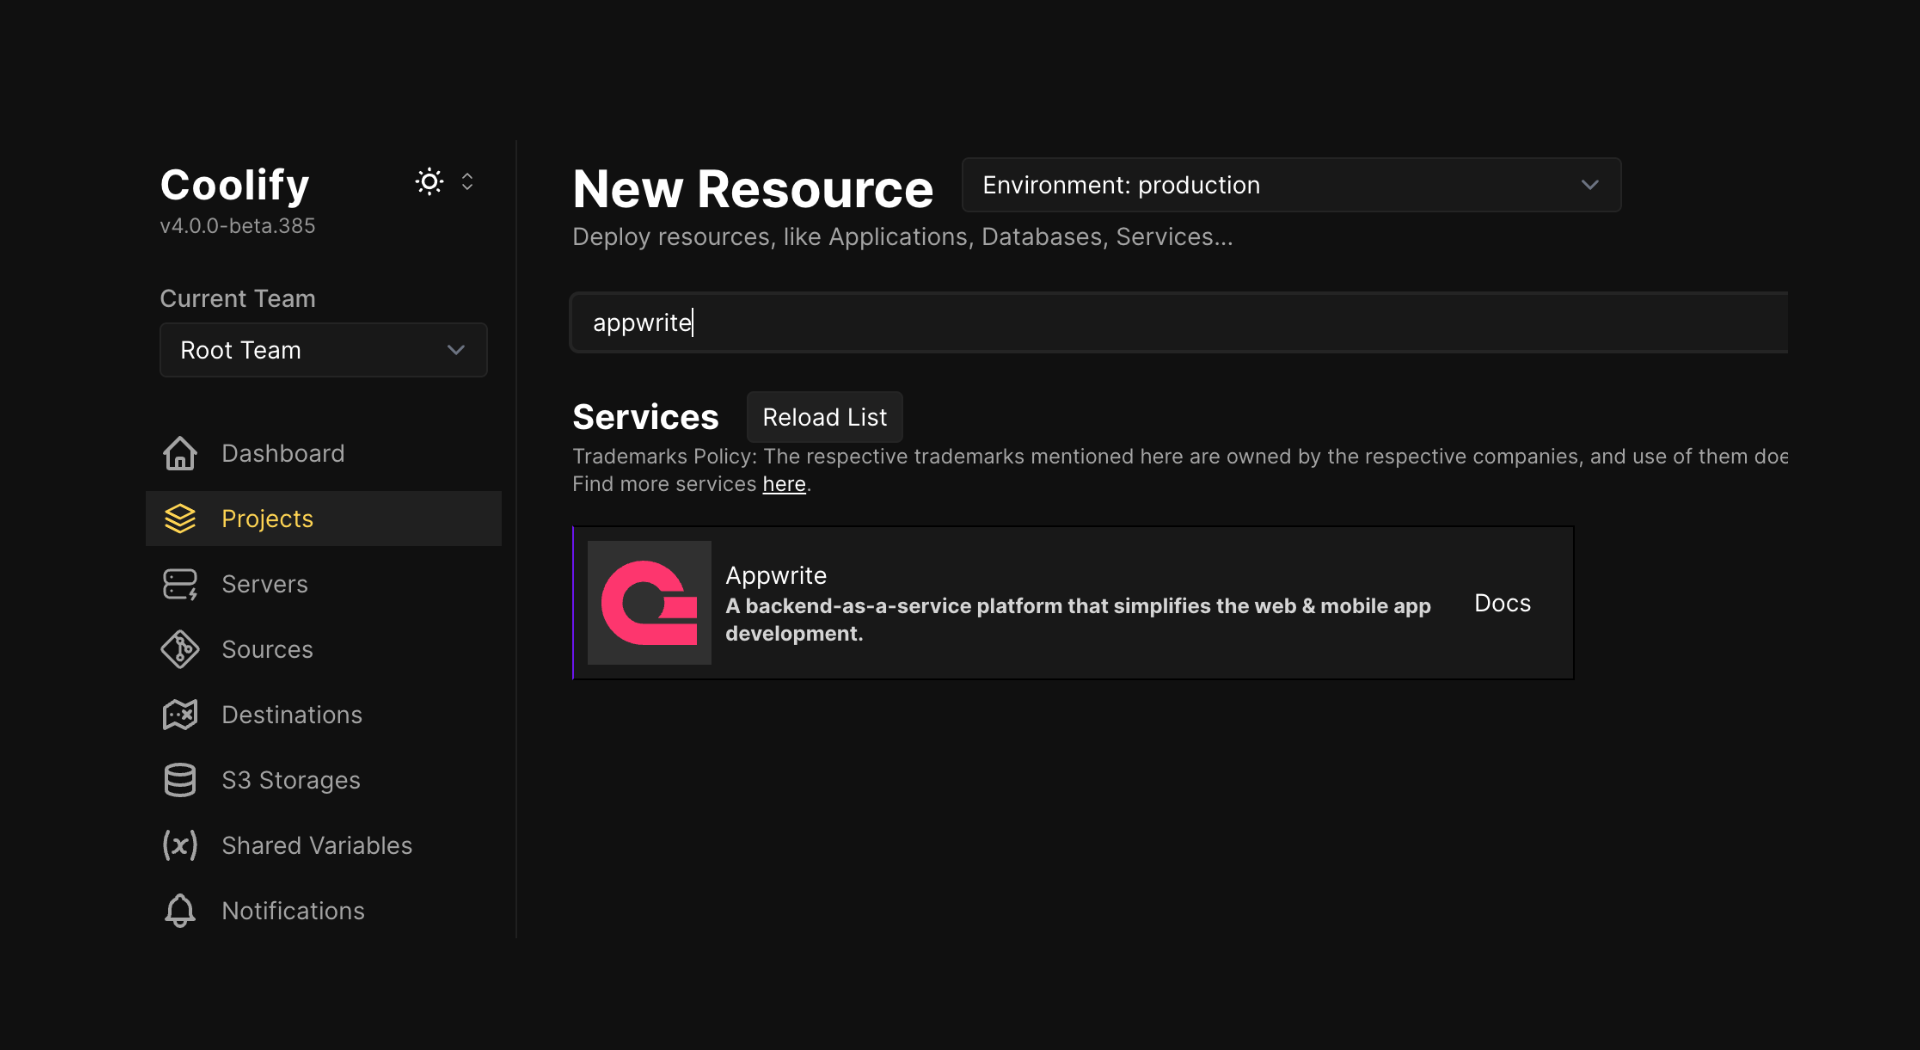 Coolify
v4.0.0-beta.385
Current Team
Root Team
Dashboard
Projects
Servers
Sources
Destinations
S3 Storages
Shared Variables
Notifications
New Resource
Environment: production
Deploy resources, like Applications, Databases, Services...
appwrite
Services
Reload List
Trademarks Policy: The respective trademarks mentioned here are owned by the respective companies, and use of them doe
Find more services here.
Appwrite
A backend-as-a-service platform that simplifies the web & mobile app
development.
Docs